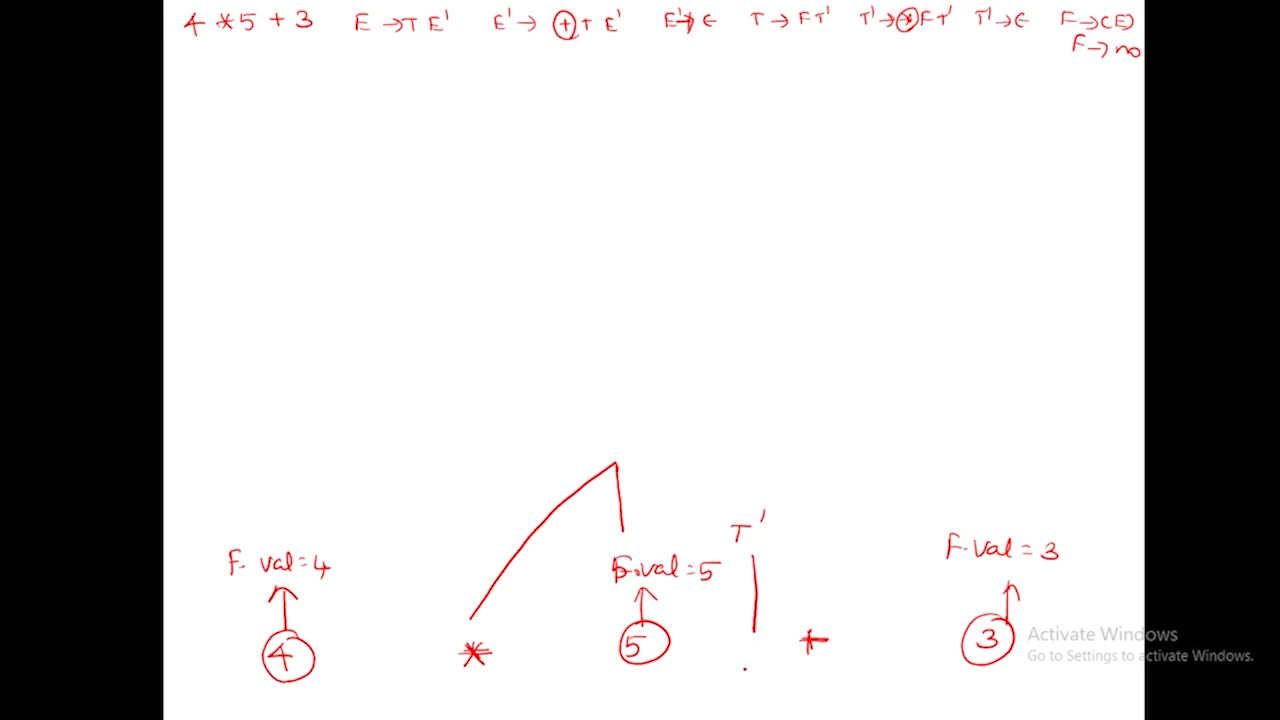 4 * 5 + 3 E → T E' E' → + T E' E' → ϵ T → F T' T' → * F T' T' → ϵ F → (E)
F → no
T'
F. val = 4 F.val = 5 F.val = 3
4 * 5 + 3
Activate Windows
Go to Settings to activate Windows.